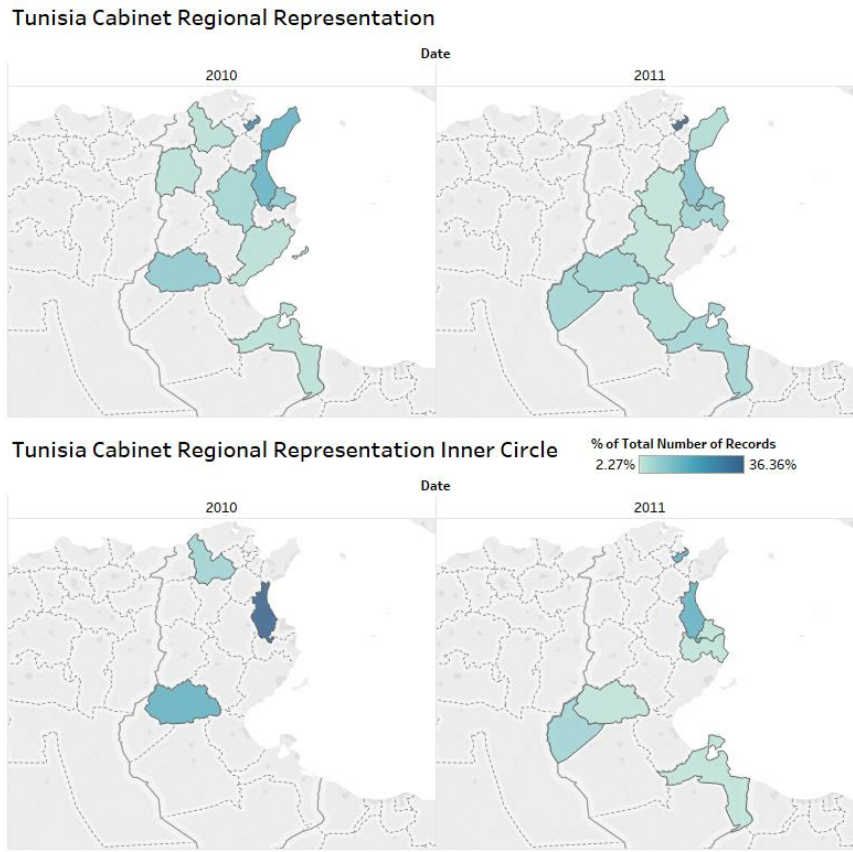 Tunisia Cabinet Regional Representation
Date
2010
2011
Tunisia Cabinet Regional Representation Inner Circle
% of Total Number of Records
2.27%
36.36%
Date
2010
2011